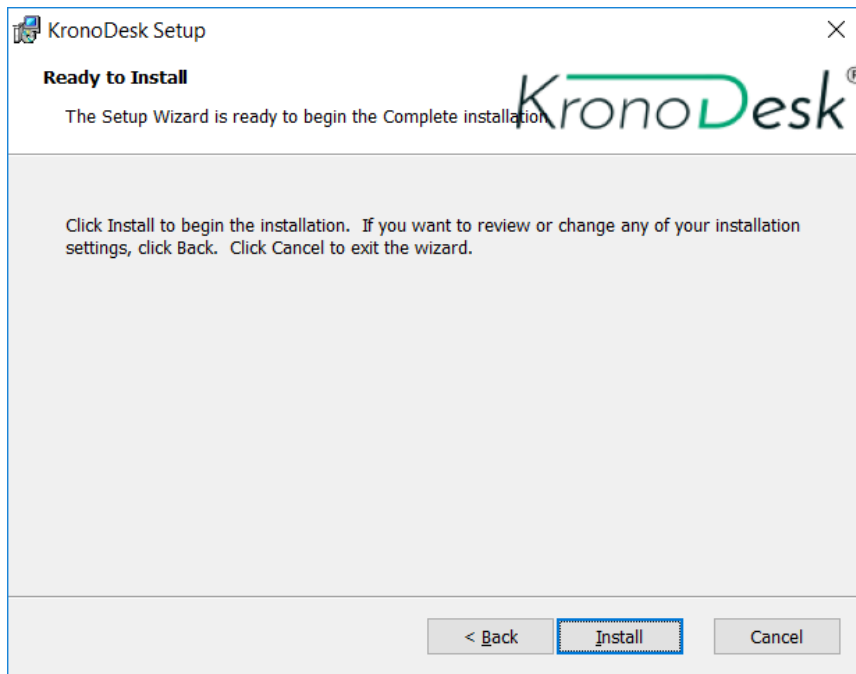 KronoDesk Setup
Ready to Install
The Setup Wizard is ready to begin the Complete installation
KronoDesk®
Click Install to begin the installation.  If you want to review or change any of your installation
settings, click Back.  Click Cancel to exit the wizard.
< Back
Install
Cancel